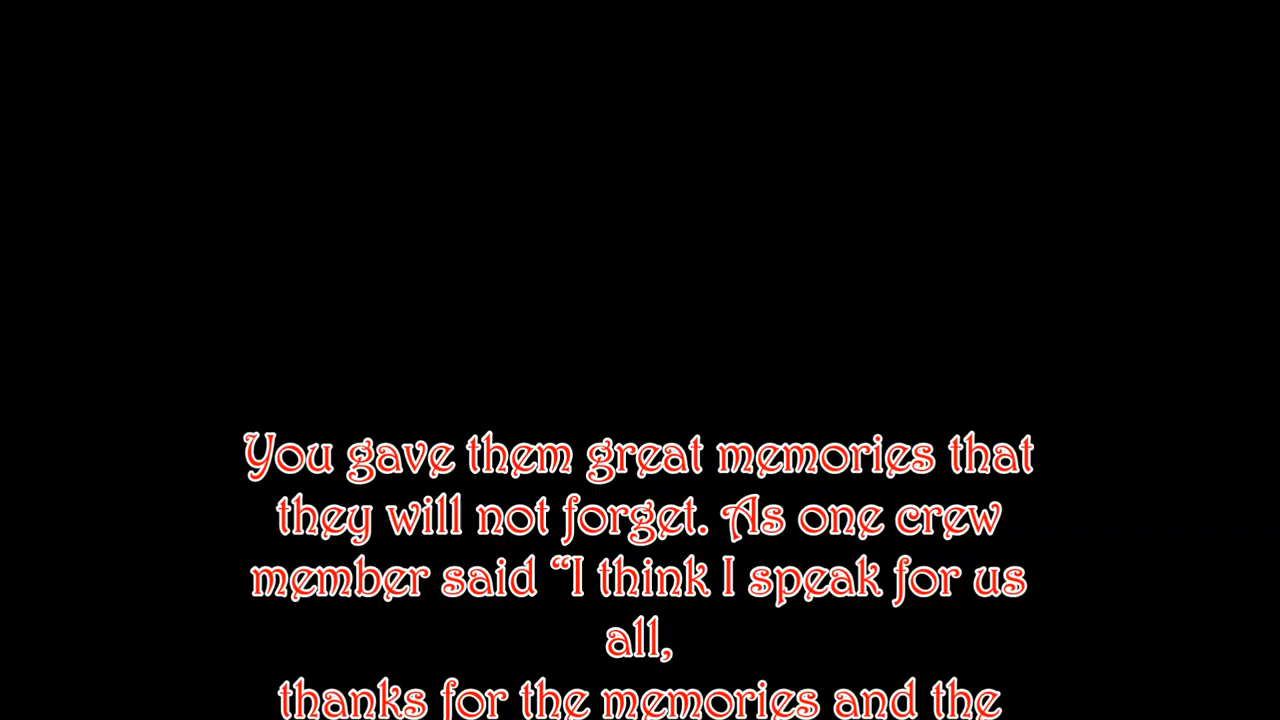 You gave them great memories that
they will not forget. As one crew
member said “I think I speak for us
all,
thanks for the memories and the